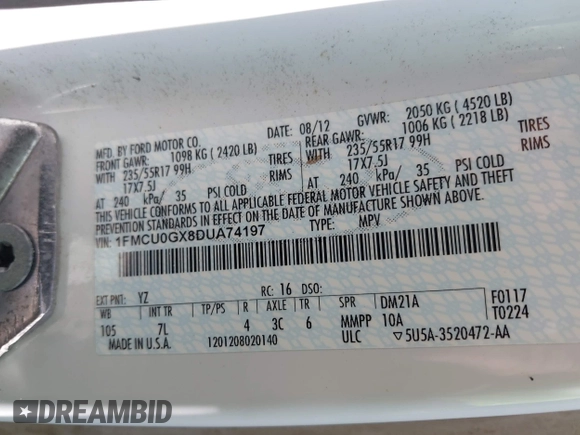 MFD. BY FORD MOTOR CO.
08/12 GVWR: 2050 KG ( 4520 LB)
FRONT GAWR: 1098 KG ( 2420 LB)
REAR GAWR: 1006 KG ( 2218 LB)
WITH 235/55R17 99H TIRES
WITH 235/55R17 99H TIRES
17X7.5J RIMS
17X7.5J RIMS
AT 240 kPa/ 35 PSI COLD
AT 240 kPa/ 35 PSI COLD
THIS VEHICLE CONFORMS TO ALL APPLICABLE FEDERAL MOTOR VEHICLE SAFETY AND THEFT
PREVENTION STANDARDS IN EFFECT ON THE DATE OF MANUFACTURE SHOWN ABOVE.
VIN: 1FMCU0GX8DUA74197 TYPE: MPV
EXT PNT: YZ RC: 16 DSO:
WB INT TR TP/PS R AXLE TR SPR DM21A F0117
105 7L 4 3C 6 MMPP 10A T0224
MADE IN U.S.A. 1201208020140 ULC 5U5A-3520472-AA
DREAMBID